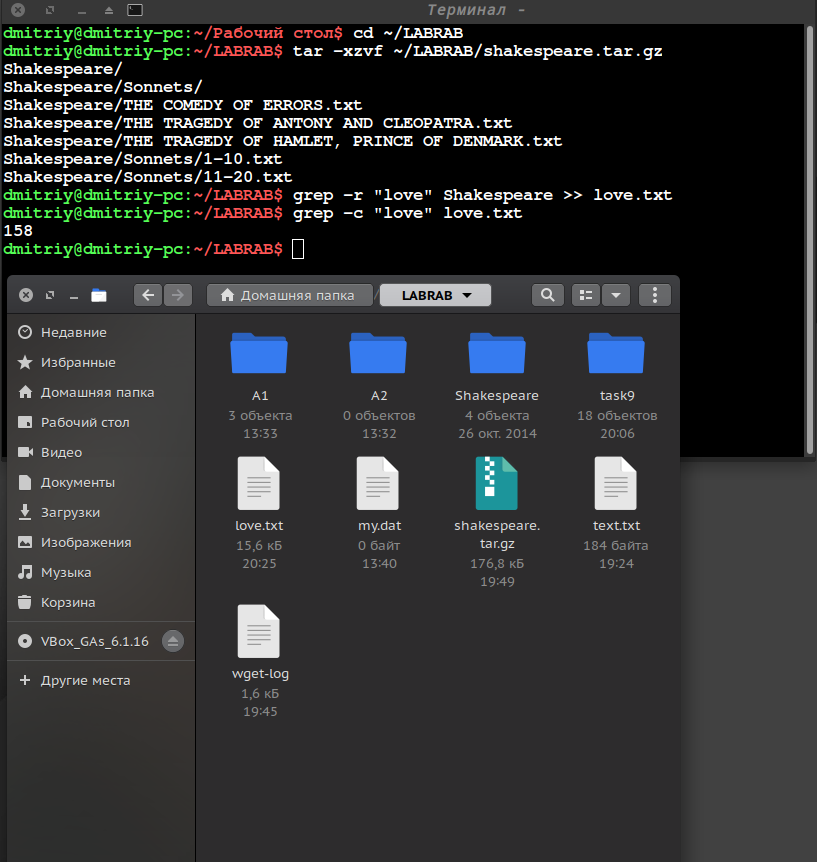 Терминал -
dmitriy@dmitriy-pc:~/Рабочий стол$ cd ~/LABRAB
dmitriy@dmitriy-pc:~/LABRAB$ tar -xzvf ~/LABRAB/shakespeare.tar.gz
Shakespeare/
Shakespeare/Sonnets/
Shakespeare/THE COMEDY OF ERRORS.txt
Shakespeare/THE TRAGEDY OF ANTONY AND CLEOPATRA.txt
Shakespeare/THE TRAGEDY OF HAMLET, PRINCE OF DENMARK.txt
Shakespeare/Sonnets/1-10.txt
Shakespeare/Sonnets/11-20.txt
dmitriy@dmitriy-pc:~/LABRAB$ grep -r "love" Shakespeare >> love.txt
dmitriy@dmitriy-pc:~/LABRAB$ grep -c "love" love.txt
158
dmitriy@dmitriy-pc:~/LABRAB$
Домашняя папка / LABRAB
Недавние
Избранные
Домашняя папка
Рабочий стол
Видео
Документы
Загрузки
Изображения
Музыка
Корзина
VBox_GAs_6.1.16
Другие места
A1
3 объекта
13:33
A2
0 объектов
13:32
Shakespeare
4 объекта
26 окт. 2014
task9
18 объектов
20:06
love.txt
15,6 кБ
20:25
my.dat
0 байт
13:40
shakespeare.
tar.gz
176,8 кБ
19:49
text.txt
184 байта
19:24
wget-log
1,6 кБ
19:45